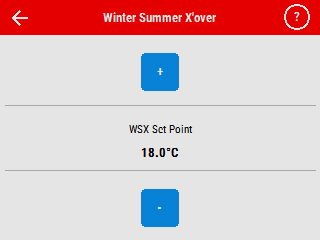 Winter Summer X'over
?
+
WSX Set Point
18.0°C
-